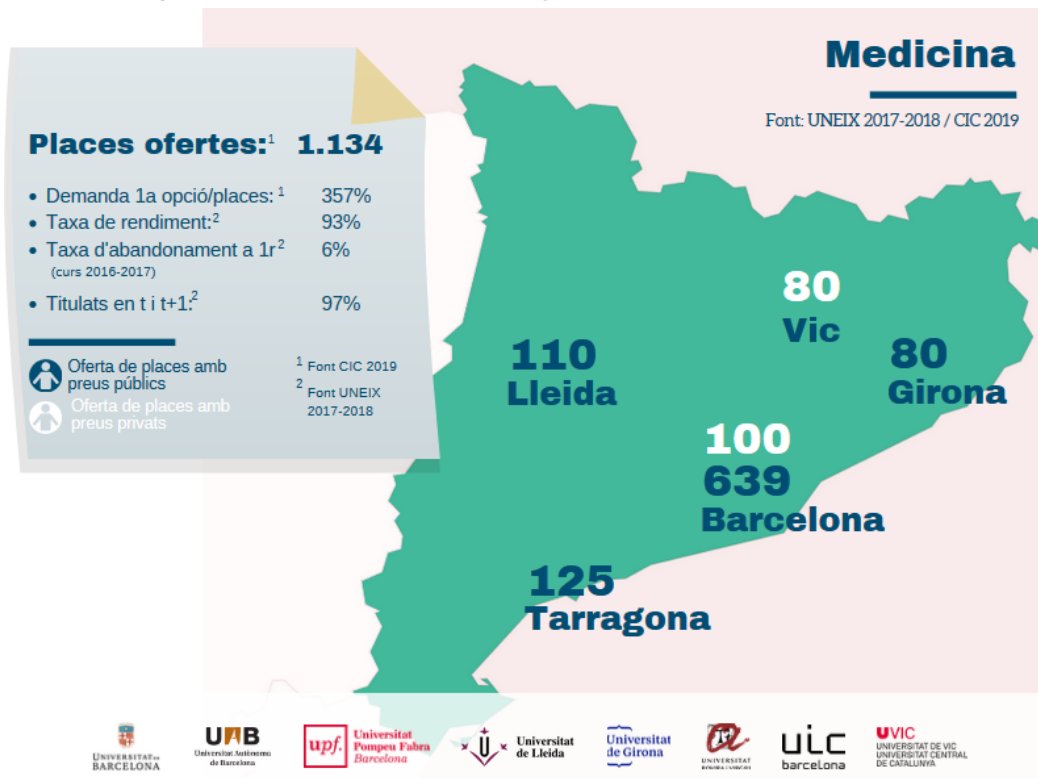 Medicina
Font: UNEIX 2017-2018 / CIC 2019
Places ofertes:1 1.134
• Demanda 1a opció/places: 1 357%
• Taxa de rendiment:2 93%
• Taxa d'abandonament a 1r2 6%
(curs 2016-2017)
• Titulats en t i t+1:2 97%
Oferta de places amb
preus públics
Oferta de places amb
preus privats
1 Font CIC 2019
2 Font UNEIX
2017-2018
80
Vic
110
Lleida
80
Girona
100
639
Barcelona
125
Tarragona
UNIVERSITAT DE
BARCELONA
UAB
Universitat Autònoma
de Barcelona
upf.
Universitat
Pompeu Fabra
Barcelona
Universitat
de Lleida
Universitat
de Girona
UNIVERSITAT
ROVIRA I VIRGILI
uic
barcelona
UVIC
UNIVERSITAT DE VIC
UNIVERSITAT CENTRAL
DE CATALUNYA